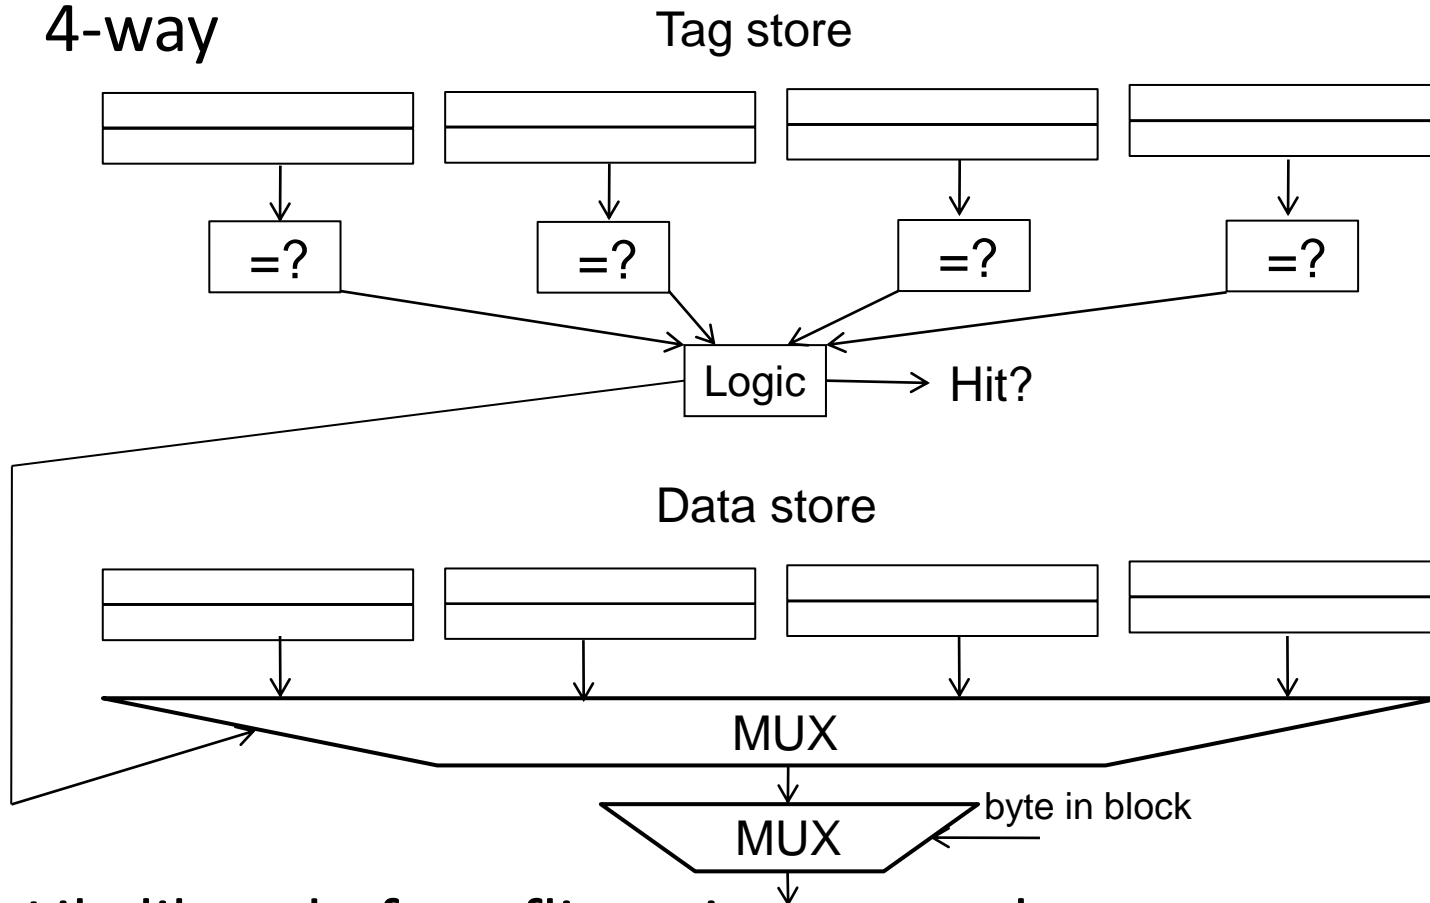 4-way
Tag store
=? =? =? =?
Logic
Hit?
Data store
MUX
byte in block
MUX